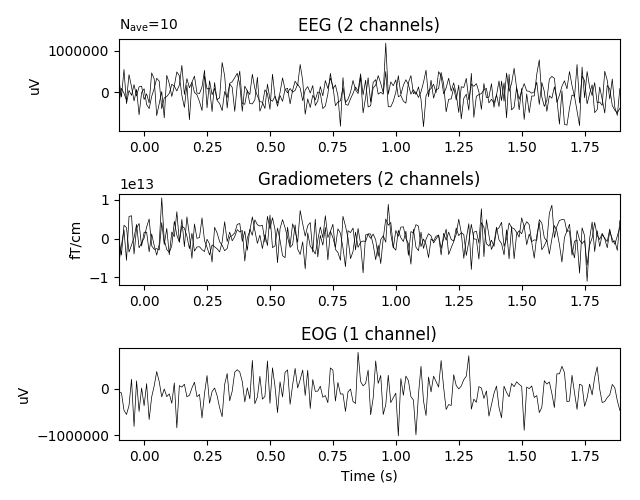 N_ave=10
EEG (2 channels)
1000000
0
uV
0.00 0.25 0.50 0.75 1.00 1.25 1.50 1.75
1e13
Gradiometers (2 channels)
1
0
−1
fT/cm
0.00 0.25 0.50 0.75 1.00 1.25 1.50 1.75
EOG (1 channel)
0
−1000000
uV
0.00 0.25 0.50 0.75 1.00 1.25 1.50 1.75
Time (s)